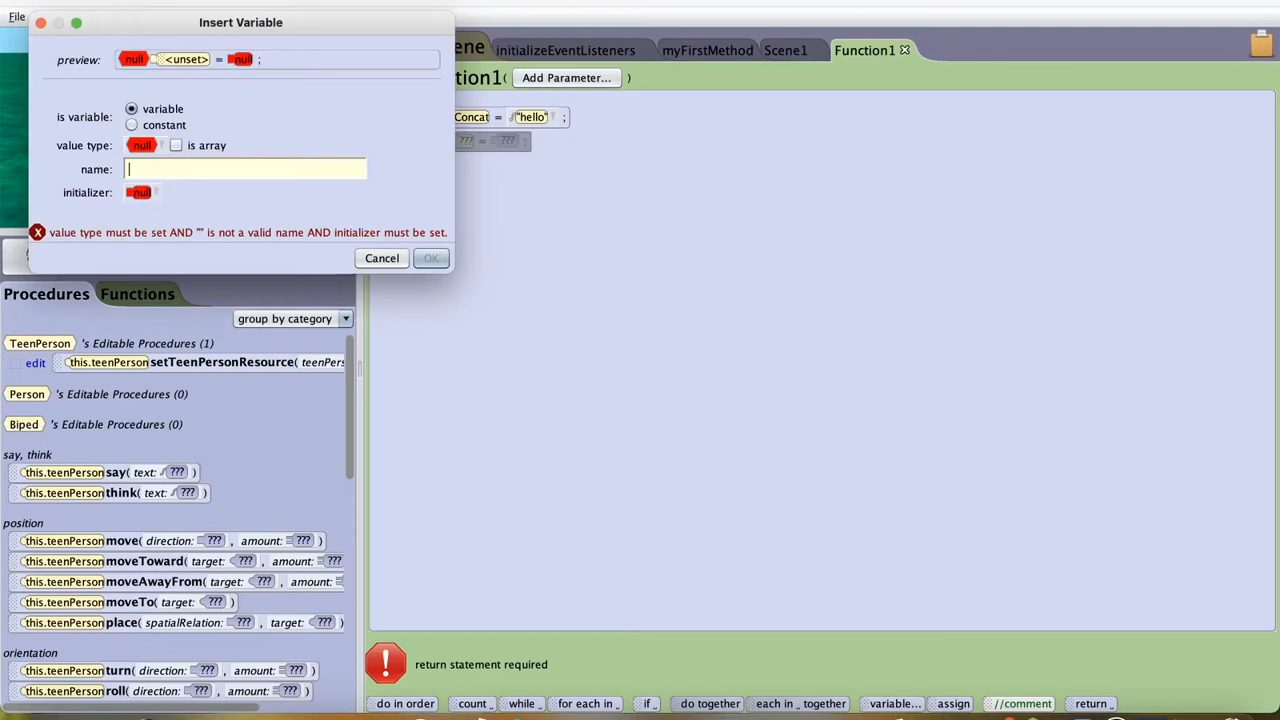 File
Insert Variable
preview: null <unset> = null ;
is variable: variable
constant
value type: null is array
name:
initializer: null
value type must be set AND "" is not a valid name AND initializer must be set.
Cancel OK
ene initializeEventListeners myFirstMethod Scene1 Function1
tion1( Add Parameter... )
Concat = "hello" ;
??? = ??? ;
Procedures Functions
group by category
TeenPerson 's Editable Procedures (1)
edit this.teenPerson setTeenPersonResource( teenPers
Person 's Editable Procedures (0)
Biped 's Editable Procedures (0)
say, think
this.teenPerson say( text: ??? )
this.teenPerson think( text: ??? )
position
this.teenPerson move( direction: ??? , amount: ??? )
this.teenPerson moveToward( target: ??? , amount: ???
this.teenPerson moveAwayFrom( target: ??? , amount:
this.teenPerson moveTo( target: ??? )
this.teenPerson place( spatialRelation: ??? , target: ??? )
orientation
this.teenPerson turn( direction: ??? , amount: ??? )
this.teenPerson roll( direction: ??? , amount: ??? )
return statement required
do in order count while for each in if do together each in together variable... assign //comment return